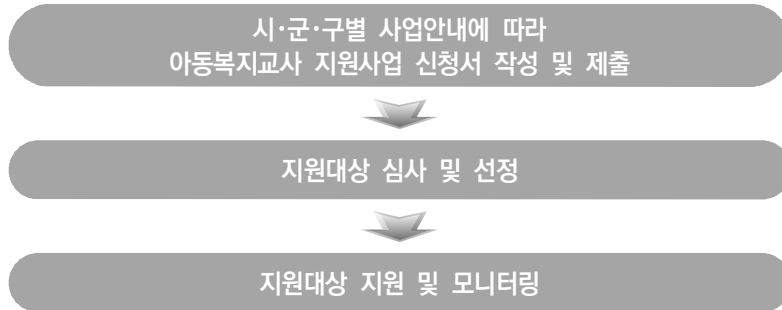 시·군·구별 사업안내에 따라
아동복지교사 지원사업 신청서 작성 및 제출
지원대상 심사 및 선정
지원대상 지원 및 모니터링